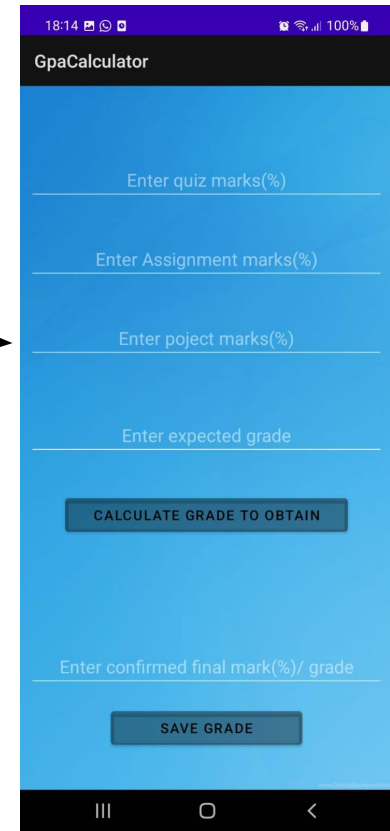 18:14 100%
GpaCalculator
Enter quiz marks(%)
Enter Assignment marks(%)
Enter poject marks(%)
Enter expected grade
CALCULATE GRADE TO OBTAIN
Enter confirmed final mark(%)/ grade
SAVE GRADE